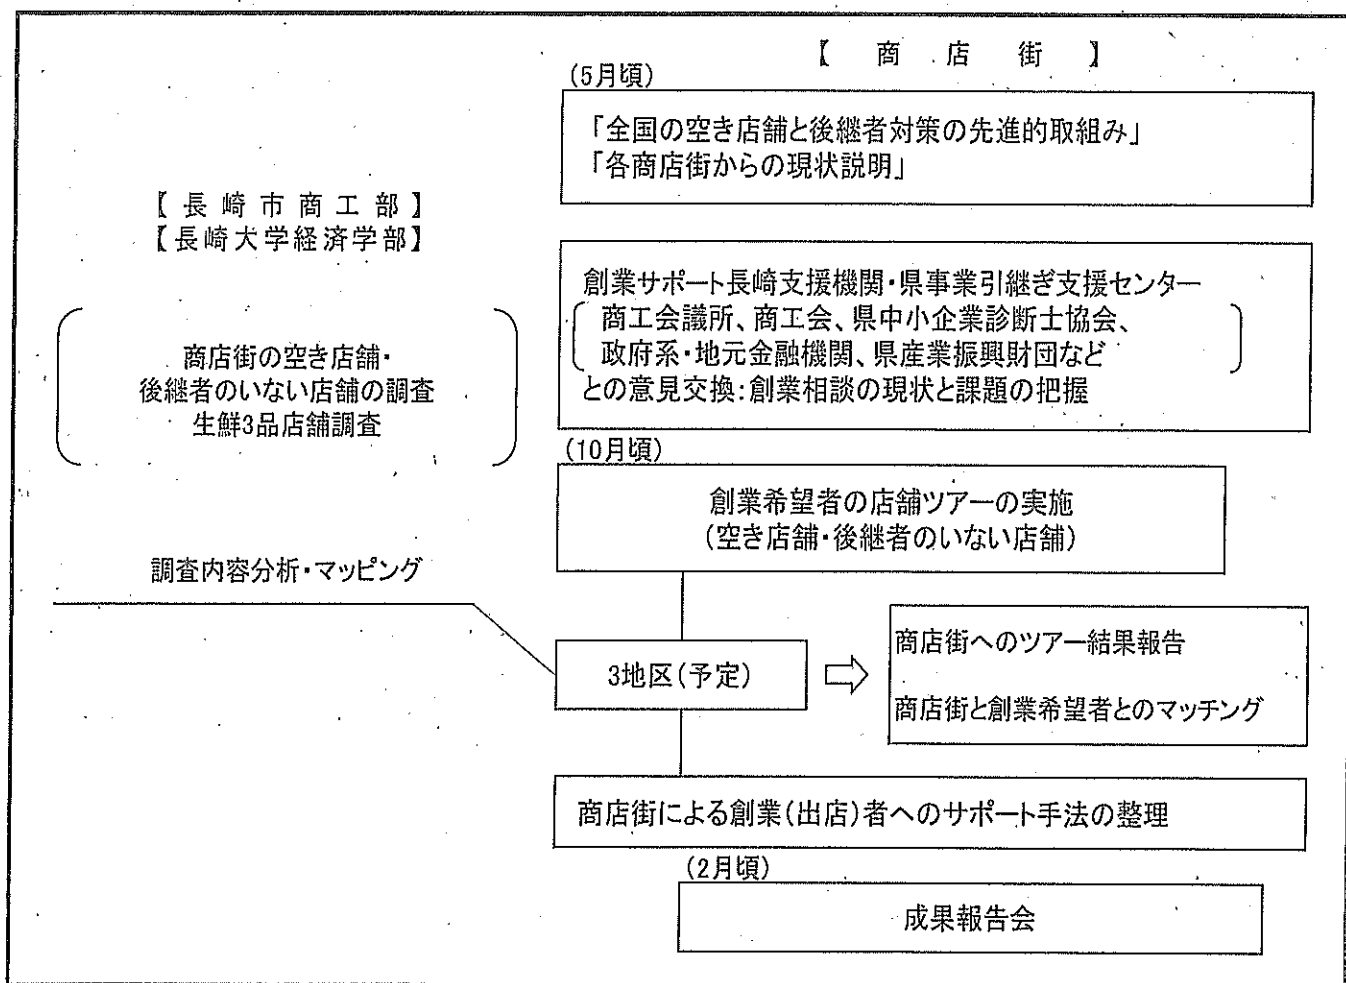 【長崎市商工部】
【長崎大学経済学部】
商店街の空き店舗・
後継者のいない店舗の調査
生鮮3品店舗調査
調査内容分析・マッピング
【商店街】
(5月頃)
「全国の空き店舗と後継者対策の先進的取組み」
「各商店街からの現状説明」
創業サポート長崎支援機関・県事業引継ぎ支援センター
商工会議所、商工会、県中小企業診断士協会、
政府系・地元金融機関、県産業振興財団など
との意見交換:創業相談の現状と課題の把握
(10月頃)
創業希望者の店舗ツアーの実施
(空き店舗・後継者のいない店舗)
3地区(予定)
商店街へのツアー結果報告
商店街と創業希望者とのマッチング
商店街による創業(出店)者へのサポート手法の整理
(2月頃)
成果報告会